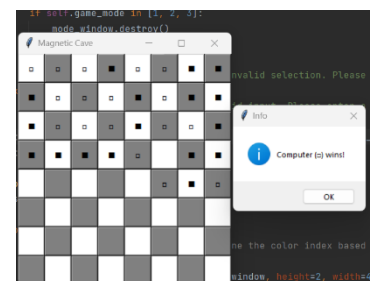 if self.game_mode in [1, 2, 3]:
mode_window.destroy()
Magnetic Cave
nvalid selection. Please
Info
Computer (□) wins!
OK
ne the color index based
window, height=2, width=4